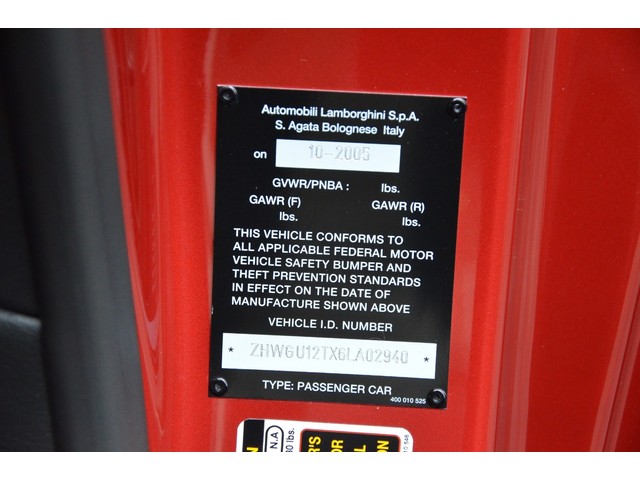 Automobili Lamborghini S.p.A.
S. Agata Bolognese Italy
on 10-2005
GVWR/PNBA : lbs.
GAWR (F) GAWR (R)
lbs. lbs.
THIS VEHICLE CONFORMS TO
ALL APPLICABLE FEDERAL MOTOR
VEHICLE SAFETY BUMPER AND
THEFT PREVENTION STANDARDS
IN EFFECT ON THE DATE OF
MANUFACTURE SHOWN ABOVE
VEHICLE I.D. NUMBER
* ZHWGU12TX6LA02940 *
TYPE: PASSENGER CAR
400 010 525
N.A